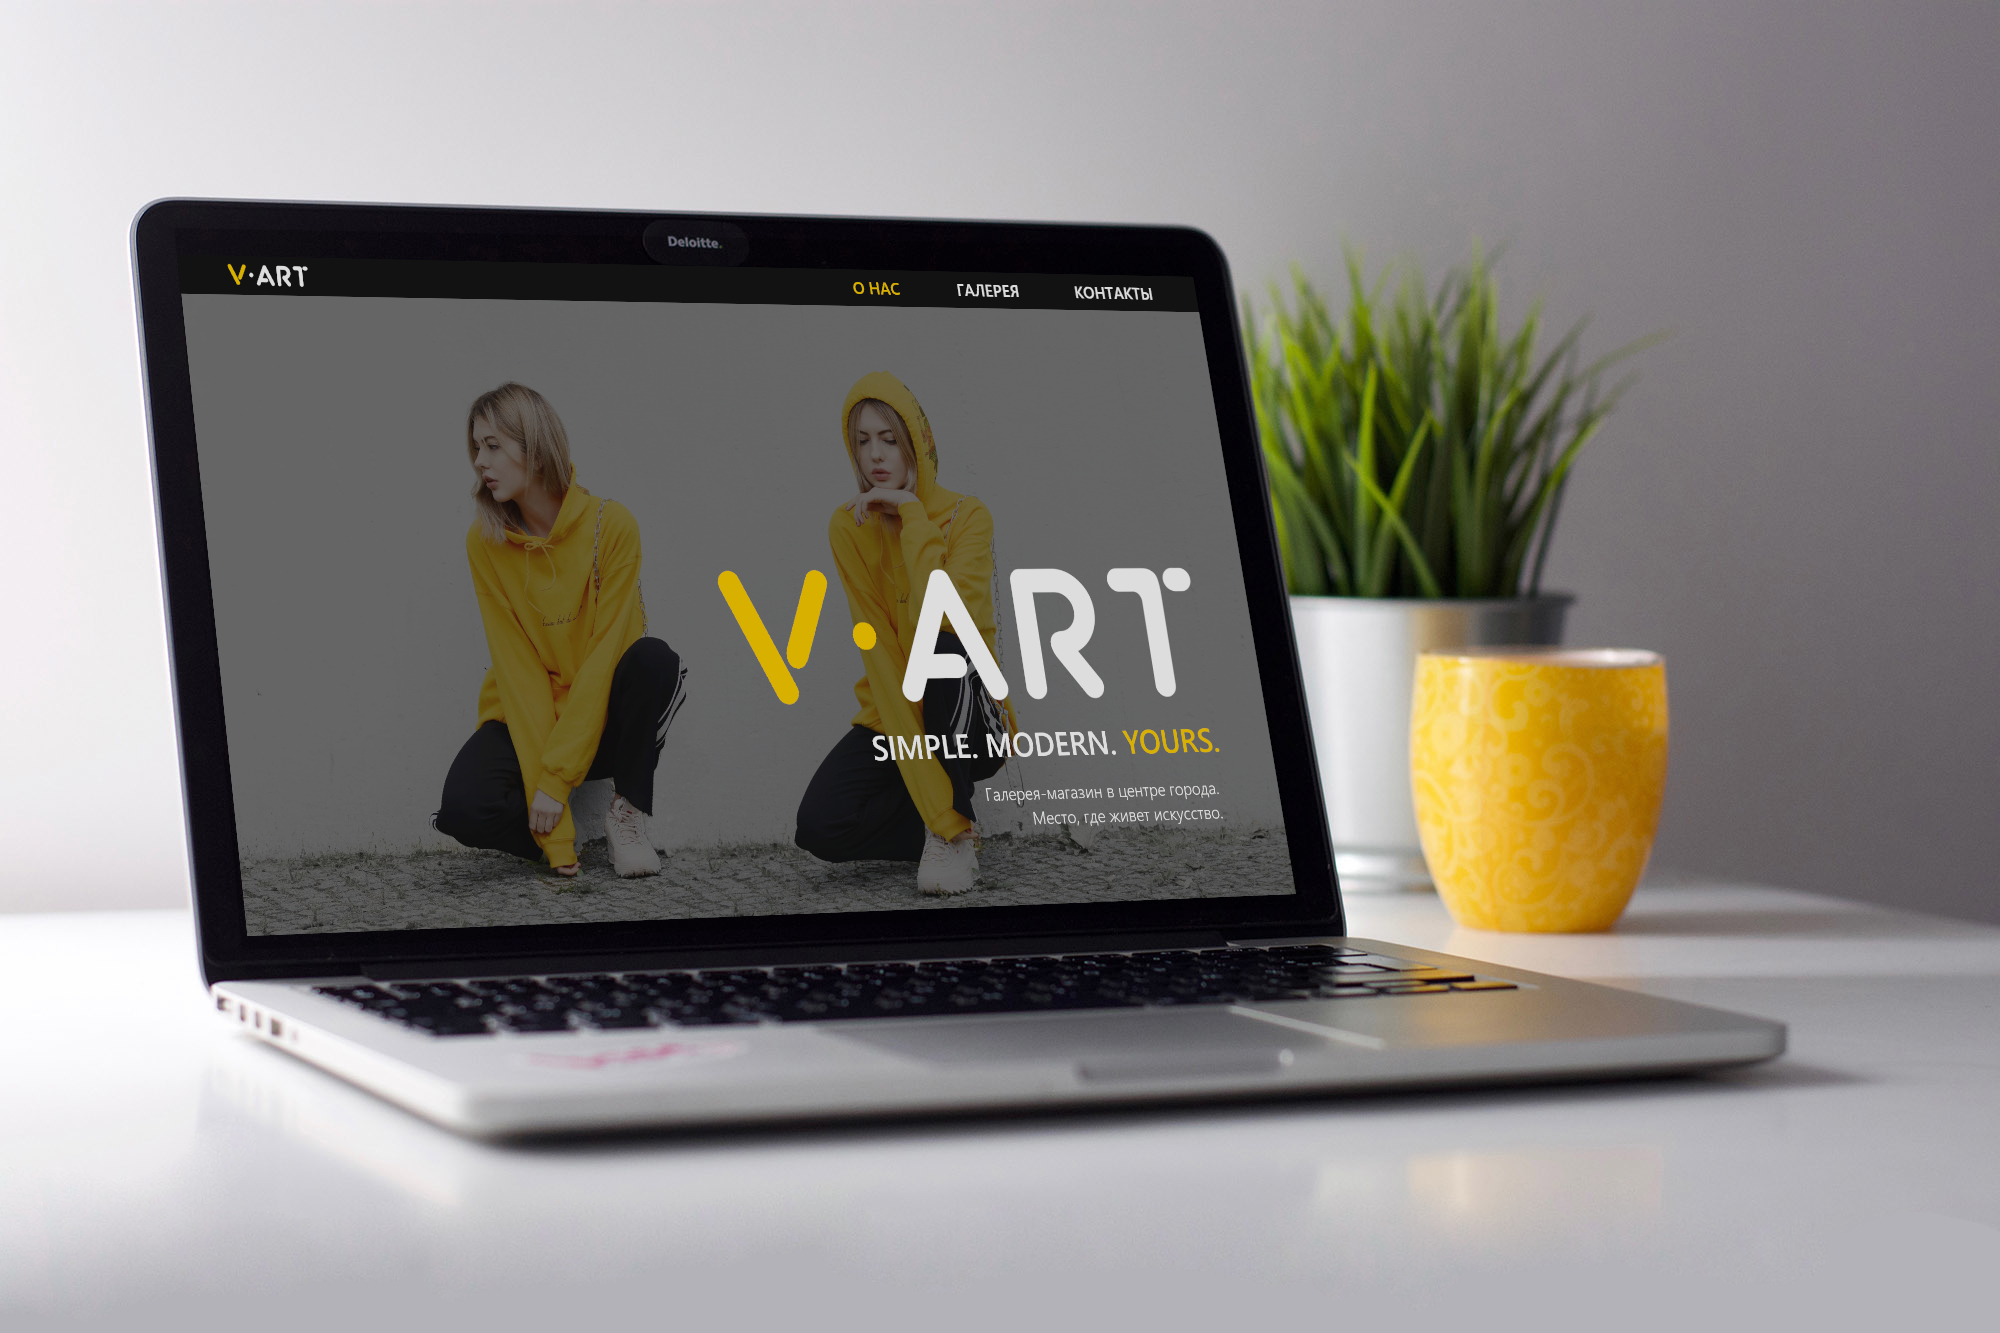 Deloitte.
V·ART
О НАС ГАЛЕРЕЯ КОНТАКТЫ
V·ART
SIMPLE. MODERN. YOURS.
Галерея-магазин в центре города.
Место, где живет искусство.